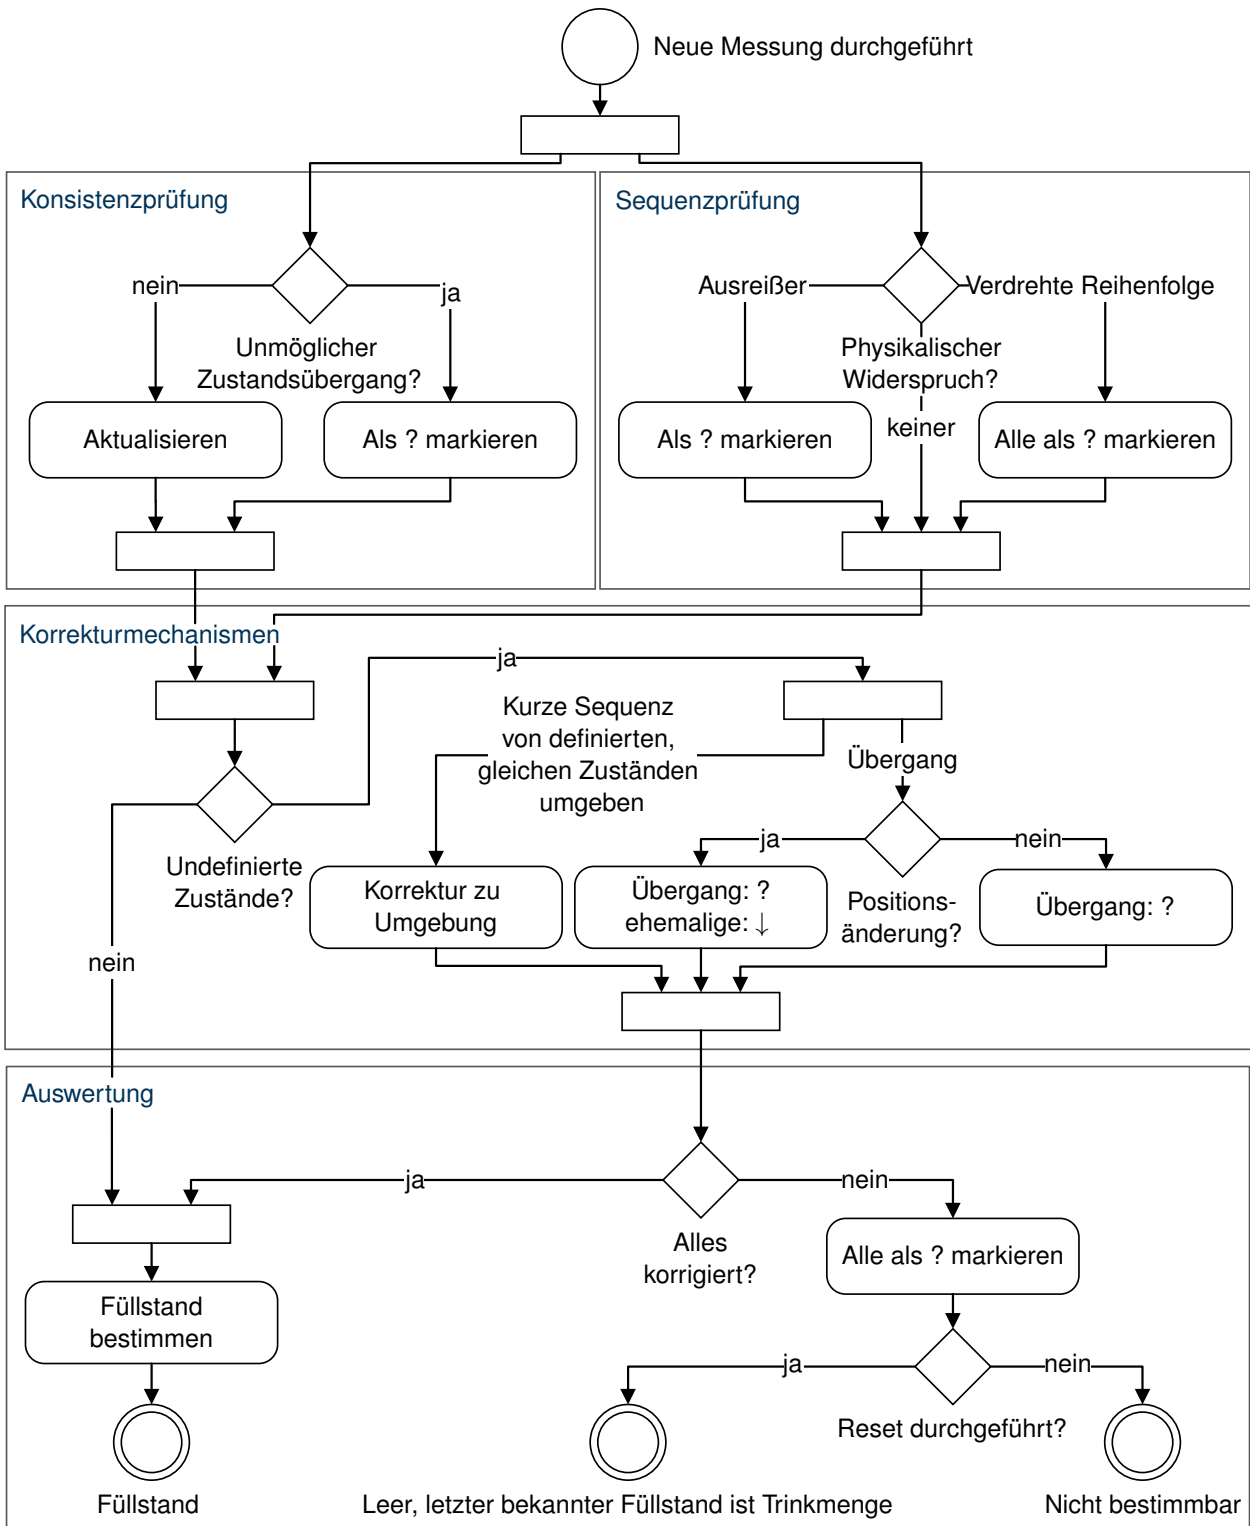 Neue Messung durchgeführt
Konsistenzprüfung
nein
ja
Unmöglicher
Zustandsübergang?
Aktualisieren
Als ? markieren
Sequenzprüfung
Ausreißer
Verdrehte Reihenfolge
Physikalischer
Widerspruch?
keiner
Als ? markieren
Alle als ? markieren
Korrekturmechanismen
ja
Kurze Sequenz
von definierten,
gleichen Zuständen
umgeben
Übergang
Undefinierte
Zustände?
ja
nein
Korrektur zu
Umgebung
Übergang: ?
ehemalige: ↓
Positions-
änderung?
Übergang: ?
nein
Auswertung
ja
nein
Alles
korrigiert?
Alle als ? markieren
Füllstand
bestimmen
ja
nein
Reset durchgeführt?
Füllstand
Leer, letzter bekannter Füllstand ist Trinkmenge
Nicht bestimmbar